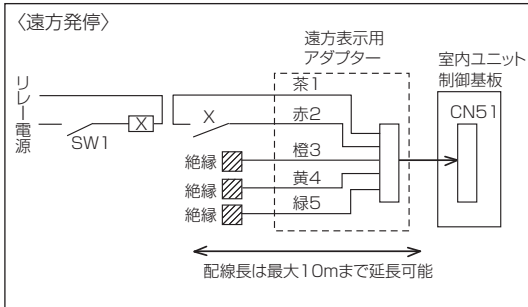 〈遠方発停〉
遠方表示用
アダプター
室内ユニット
制御基板
リレー電源
SW1
X
X
茶1
赤2
絶縁 橙3
絶縁 黄4
絶縁 緑5
CN51
配線長は最大10mまで延長可能